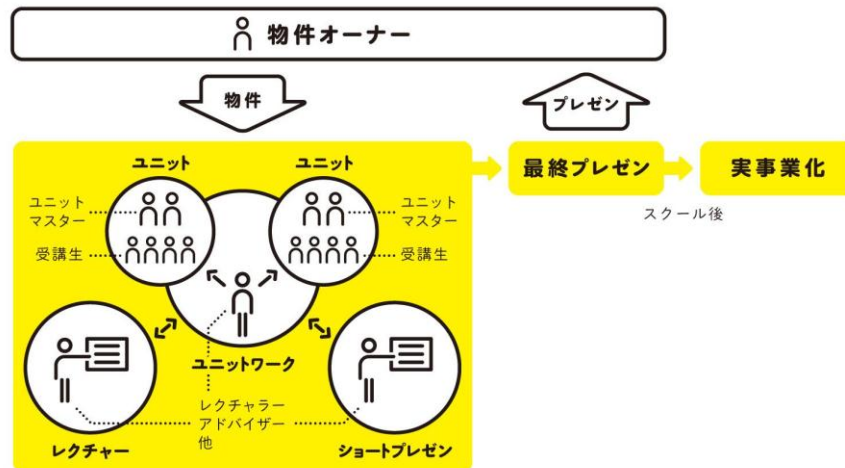 物件オーナー
物件
プレゼン
ユニット
ユニット
最終プレゼン
実事業化
スクール後
ユニット
マスター
受講生
ユニット
マスター
受講生
ユニットワーク
レクチャラー
アドバイザー
他
レクチャー
ショートプレゼン